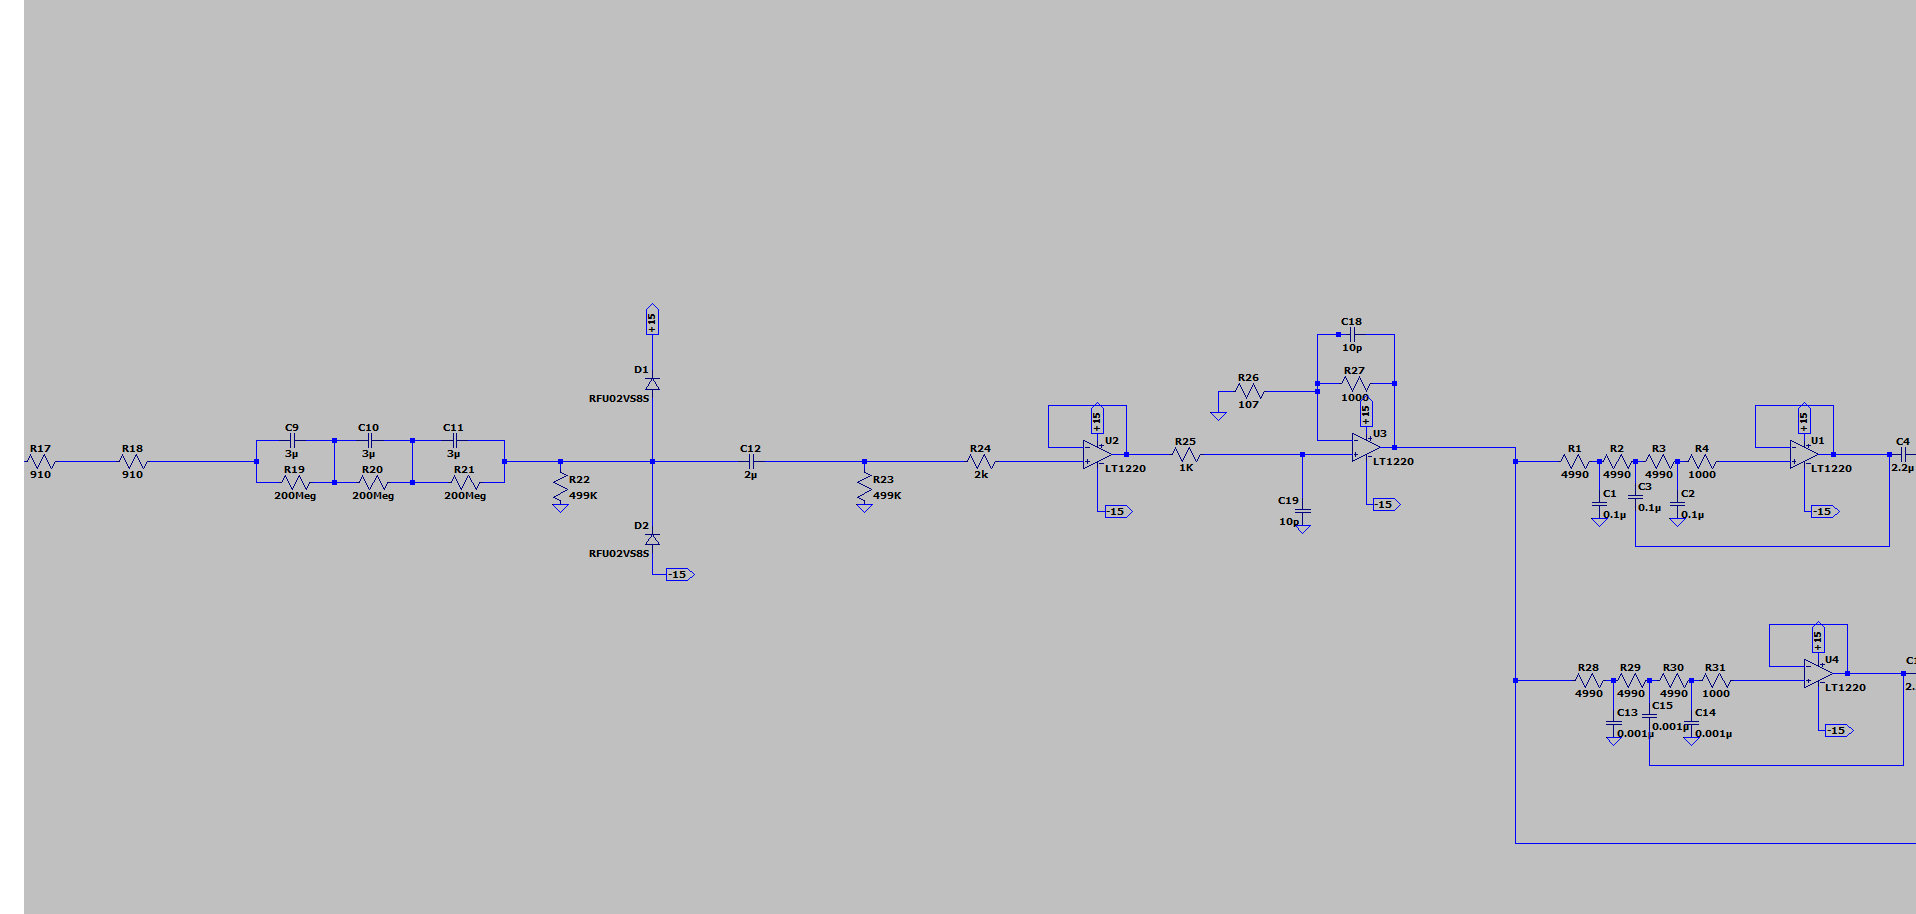 R17
910
R18
910
C9
3µ
R19
200Meg
C10
3µ
R20
200Meg
C11
3µ
R21
200Meg
R22
499K
+15
D1
RFU02VS8S
D2
RFU02VS8S
-15
C12
2µ
R23
499K
R24
2k
+15
U2
LT1220
-15
R25
1K
C19
10p
R26
107
C18
10p
R27
1000
+15
U3
LT1220
-15
R1
4990
R2
4990
R3
4990
R4
1000
C1
0.1µ
C3
0.1µ
C2
0.1µ
+15
U1
LT1220
-15
C4
2.2µ
R28
4990
R29
4990
R30
4990
R31
1000
C13
0.001µ
C15
0.001µ
C14
0.001µ
+15
U4
LT1220
-15
2.